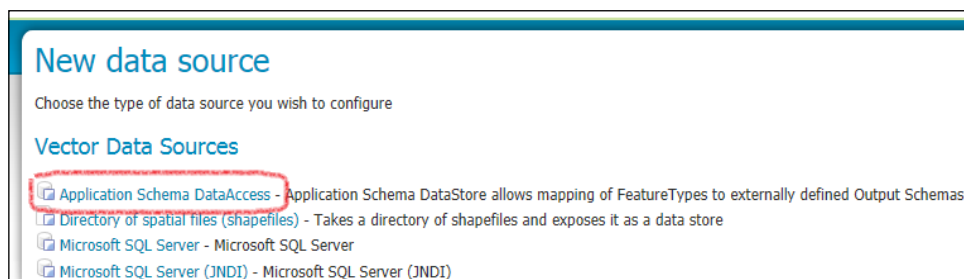 New data source
Choose the type of data source you wish to configure
Vector Data Sources
Application Schema DataAccess - Application Schema DataStore allows mapping of FeatureTypes to externally defined Output Schemas
Directory of spatial files (shapefiles) - Takes a directory of shapefiles and exposes it as a data store
Microsoft SQL Server - Microsoft SQL Server
Microsoft SQL Server (JNDI) - Microsoft SQL Server (JNDI)